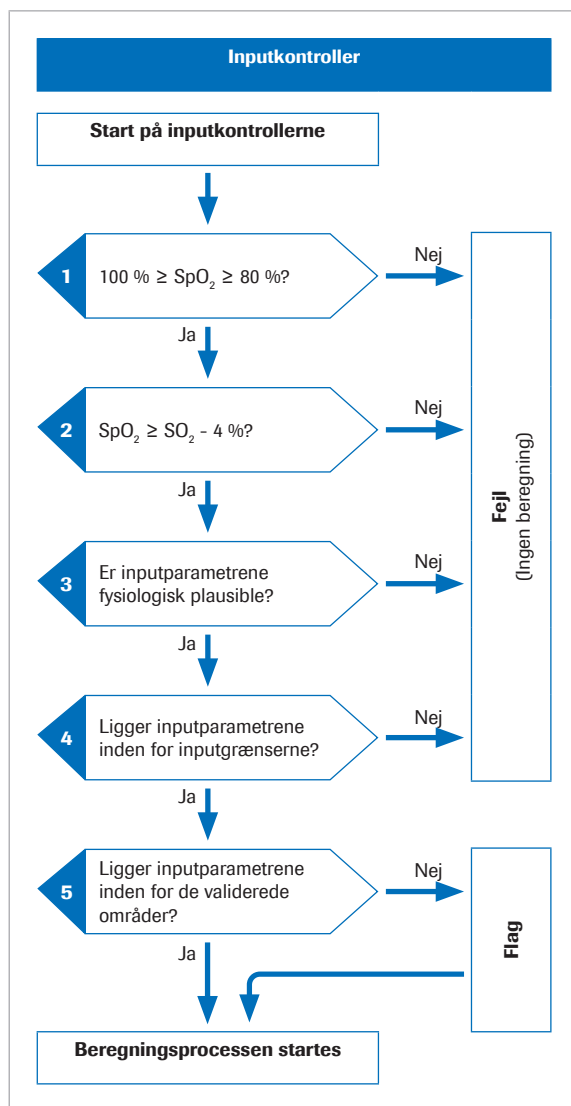 Inputkontroller
Start på inputkontrollerne
1
100 % ≥ SpO₂ ≥ 80 %?
Nej
Ja
2
SpO₂ ≥ SO₂ - 4 %?
Nej
Ja
3
Er inputparametrene
fysiologisk plausible?
Nej
Ja
4
Ligger inputparametrene
inden for inputgrænserne?
Nej
Fejl
(Ingen beregning)
Ja
5
Ligger inputparametrene
inden for de validerede
områder?
Nej
Flag
Ja
Beregningsprocessen startes